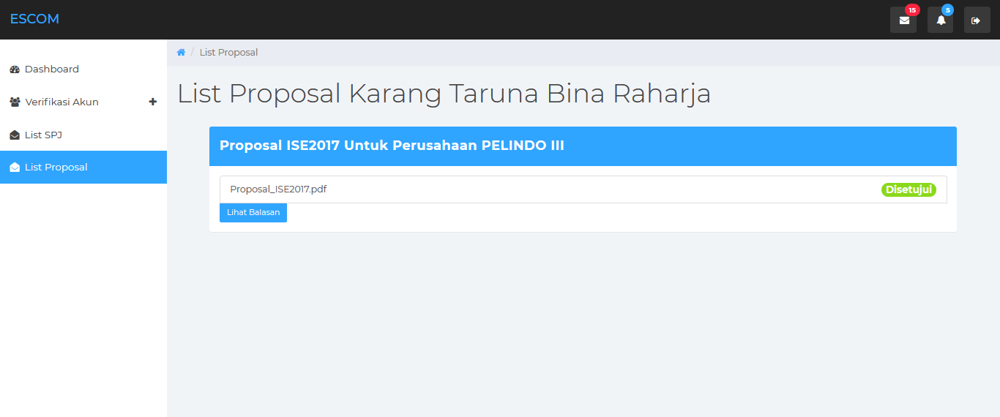 ESCOM
15
5
Dashboard
Verifikasi Akun
List SPJ
List Proposal
/ List Proposal
List Proposal Karang Taruna Bina Raharja
Proposal ISE2017 Untuk Perusahaan PELINDO III
Proposal_ISE2017.pdf Disetujui
Lihat Balasan